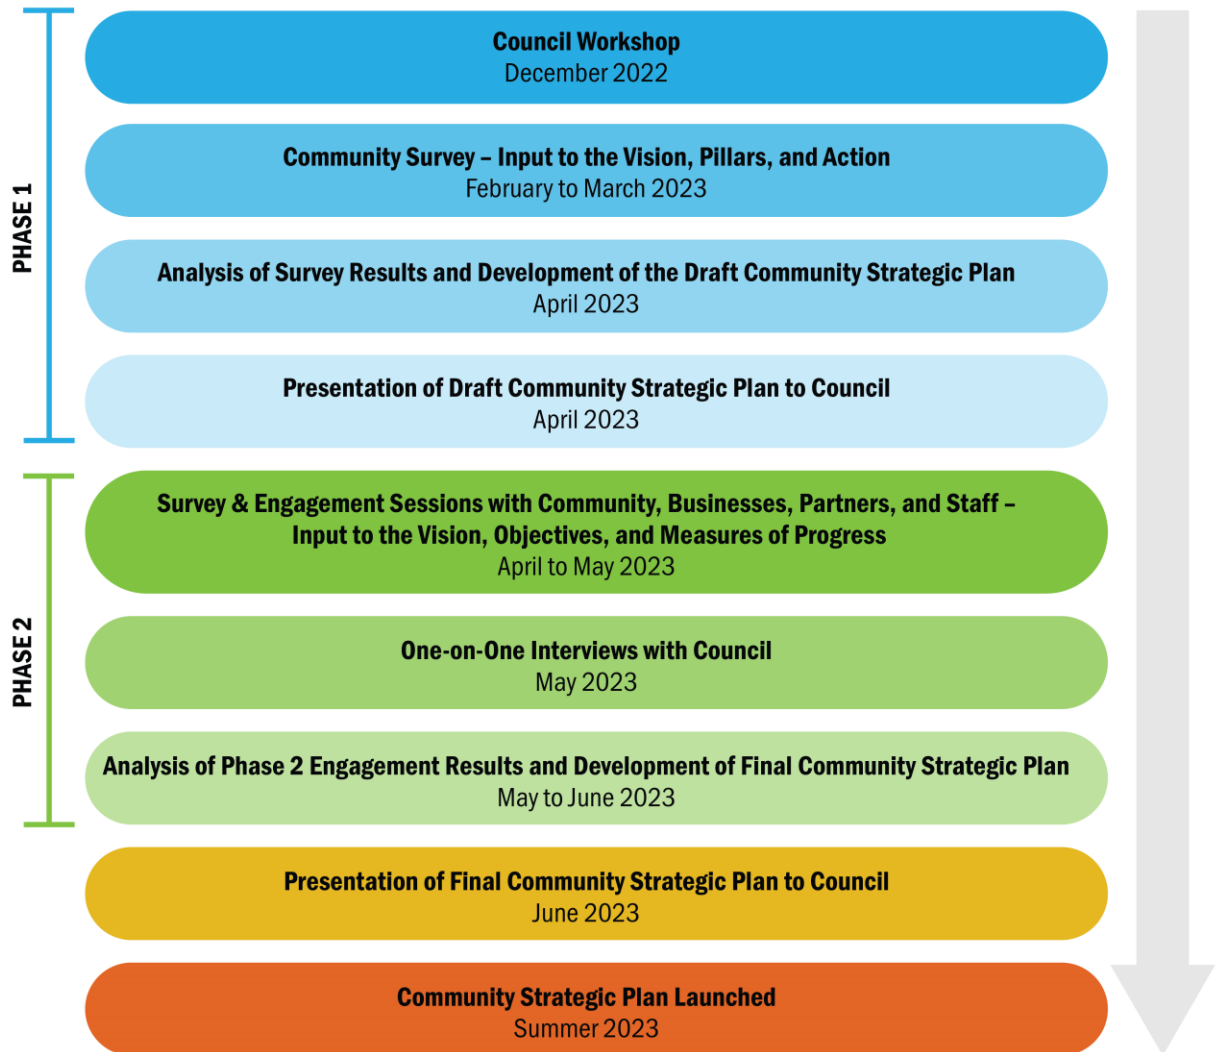 PHASE 1
Council Workshop
December 2022
Community Survey – Input to the Vision, Pillars, and Action
February to March 2023
Analysis of Survey Results and Development of the Draft Community Strategic Plan
April 2023
Presentation of Draft Community Strategic Plan to Council
April 2023
PHASE 2
Survey & Engagement Sessions with Community, Businesses, Partners, and Staff –
Input to the Vision, Objectives, and Measures of Progress
April to May 2023
One-on-One Interviews with Council
May 2023
Analysis of Phase 2 Engagement Results and Development of Final Community Strategic Plan
May to June 2023
Presentation of Final Community Strategic Plan to Council
June 2023
Community Strategic Plan Launched
Summer 2023